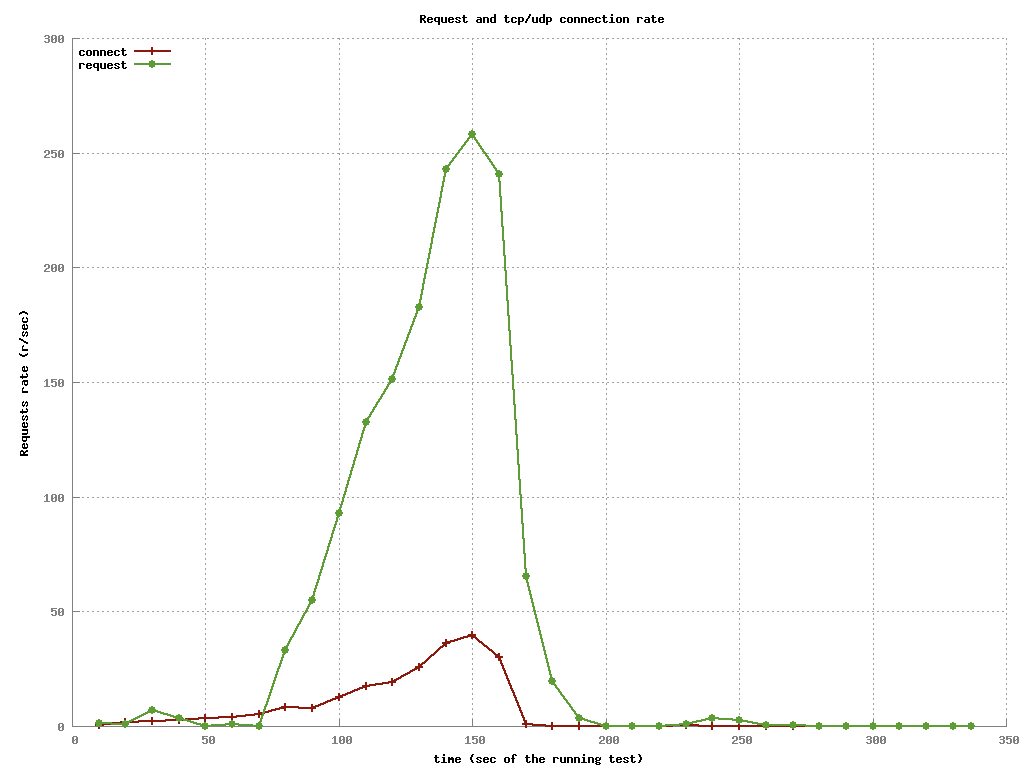 Request and tcp/udp connection rate
connect
request
300
250
200
150
100
50
0
Requests rate (r/sec)
0 50 100 150 200 250 300 350
time (sec of the running test)